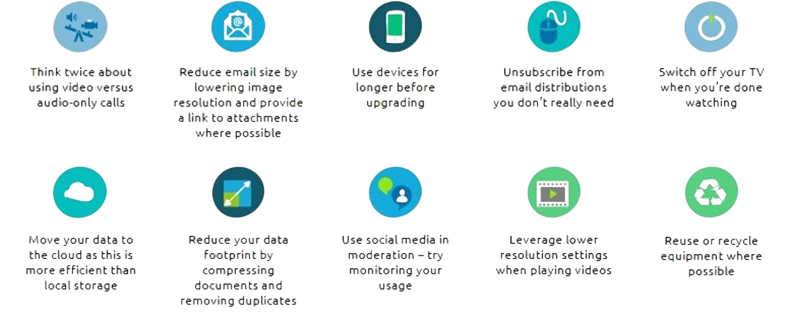 Think twice about
using video versus
audio-only calls
Reduce email size by
lowering image
resolution and provide
a link to attachments
where possible
Use devices for
longer before
upgrading
Unsubscribe from
email distributions
you don't really need
Switch off your TV
when you're done
watching
Move your data to
the cloud as this is
more efficient than
local storage
Reduce your data
footprint by
compressing
documents and
removing duplicates
Use social media in
moderation – try
monitoring your
usage
Leverage lower
resolution settings
when playing videos
Reuse or recycle
equipment where
possible